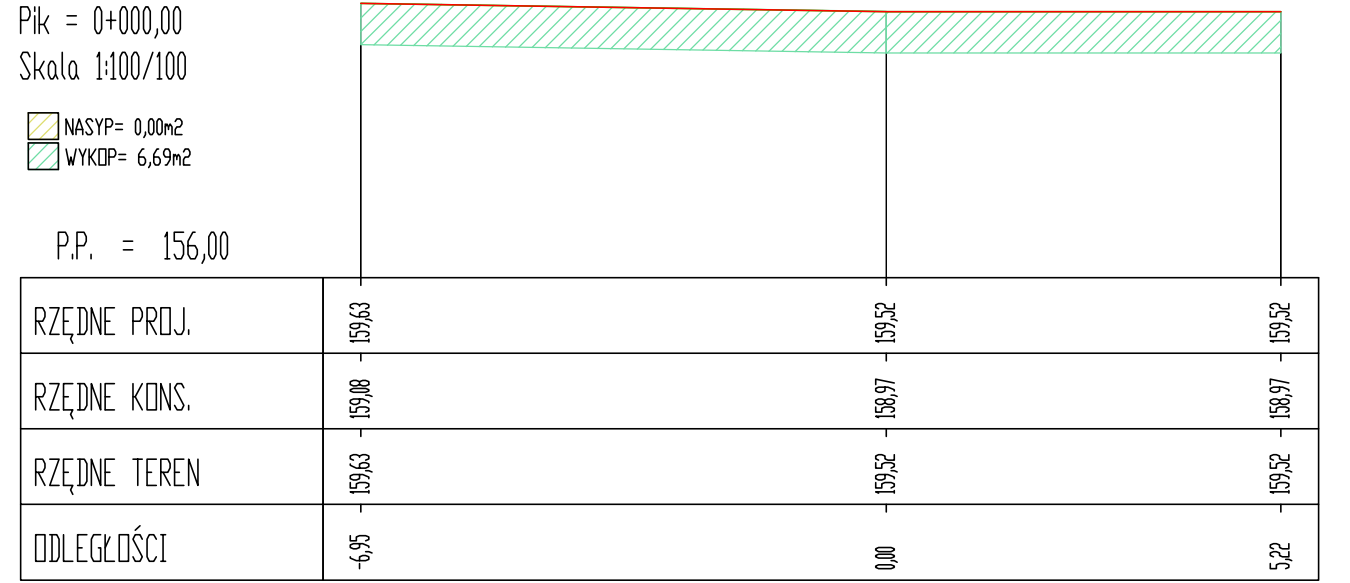 Pik = 0+000,00
Skala 1:100/100
NASYP= 0,00m2
WYKOP= 6,69m2
P.P. = 156,00
RZĘDNE PROJ. 159,63 159,52 159,52
RZĘDNE KONS. 159,08 158,97 158,97
RZĘDNE TEREN 159,63 159,52 159,52
ODLEGŁOŚCI -6,95 0,00 5,22